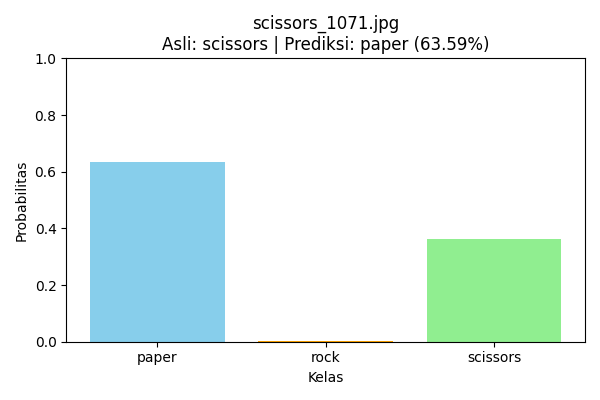 scissors_1071.jpg
Asli: scissors | Prediksi: paper (63.59%)
1.0
0.8
0.6
0.4
0.2
0.0
Probabilitas
paper rock scissors
Kelas